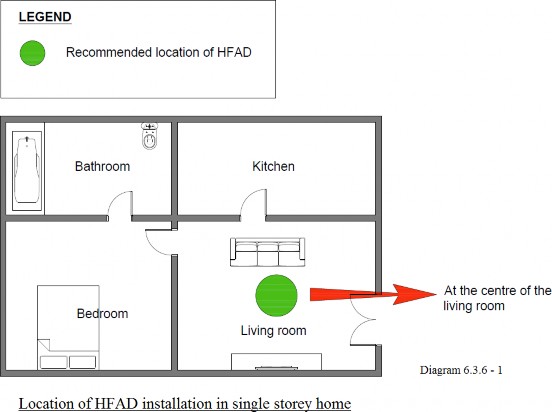 LEGEND
Recommended location of HFAD
Bathroom
Kitchen
Bedroom
Living room
At the centre of the
living room
Diagram 6.3.6 - 1
Location of HFAD installation in single storey home